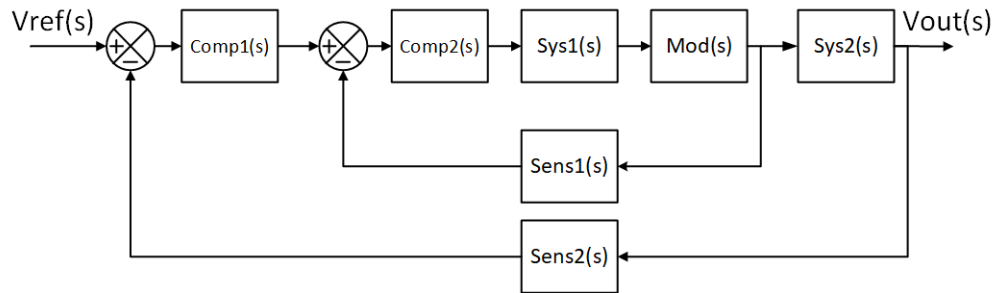 Vref(s)
Vout(s)
+
−
Comp1(s)
+
−
Comp2(s)
Sys1(s)
Mod(s)
Sys2(s)
Sens1(s)
Sens2(s)